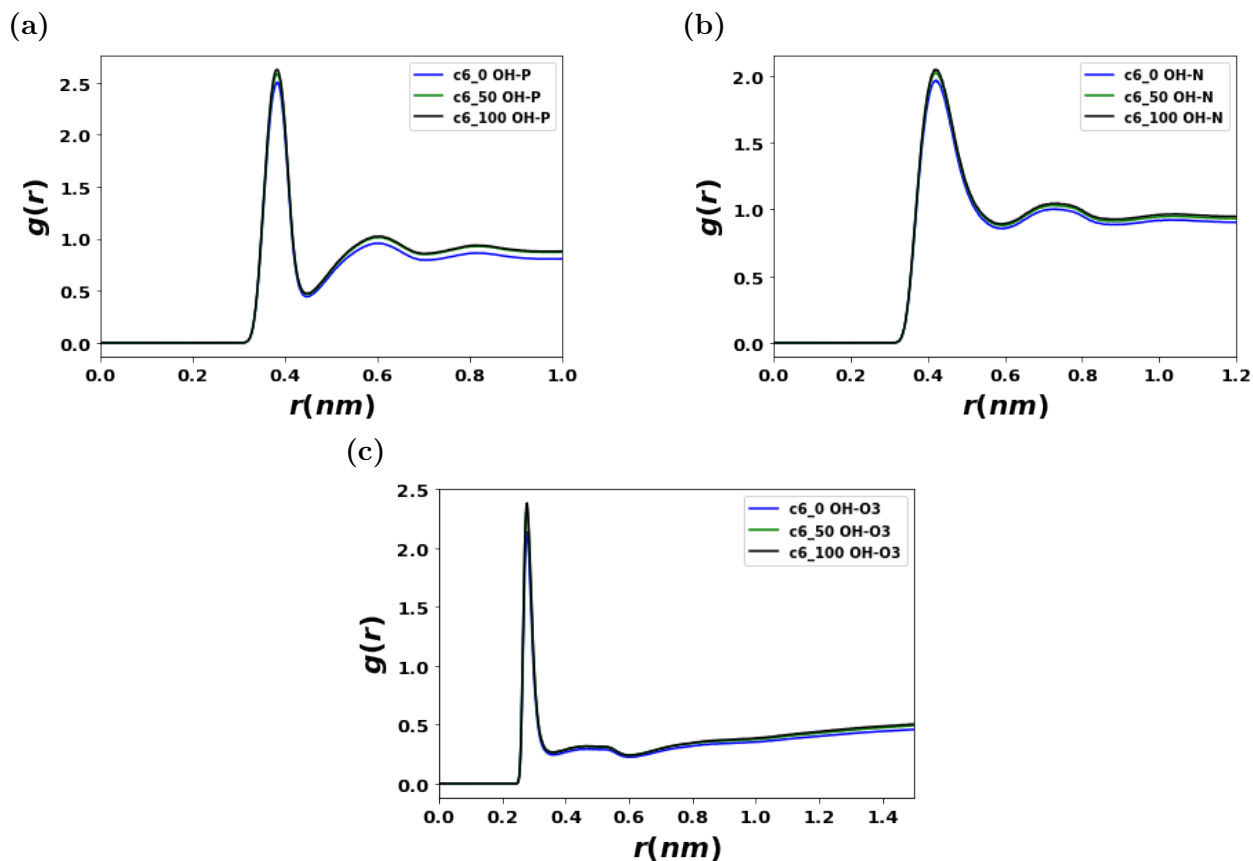 (a)
g(r)
2.5
2.0
1.5
1.0
0.5
0.0
c6_0 OH-P
c6_50 OH-P
c6_100 OH-P
0.0 0.2 0.4 0.6 0.8 1.0
r(nm)
(b)
g(r)
2.0
1.5
1.0
0.5
0.0
c6_0 OH-N
c6_50 OH-N
c6_100 OH-N
0.0 0.2 0.4 0.6 0.8 1.0 1.2
r(nm)
(c)
g(r)
2.5
2.0
1.5
1.0
0.5
0.0
c6_0 OH-O3
c6_50 OH-O3
c6_100 OH-O3
0.0 0.2 0.4 0.6 0.8 1.0 1.2 1.4
r(nm)